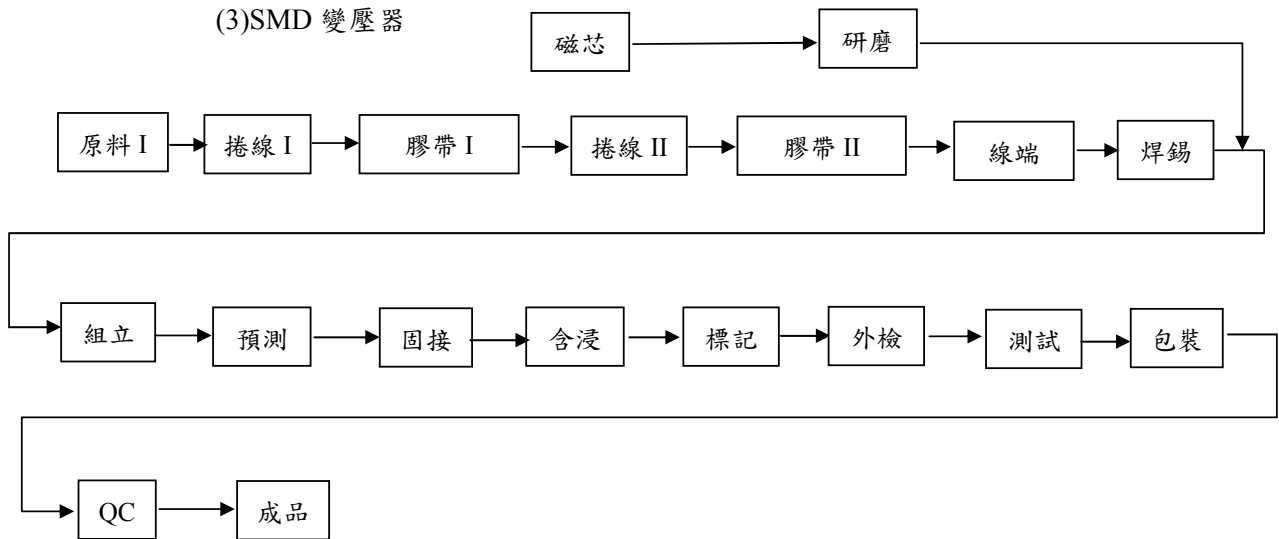 (3)SMD 變壓器
磁芯 研磨
原料 I 捲線 I 膠帶 I 捲線 II 膠帶 II 線端 焊錫
組立 預測 固接 含浸 標記 外檢 測試 包裝
QC 成品